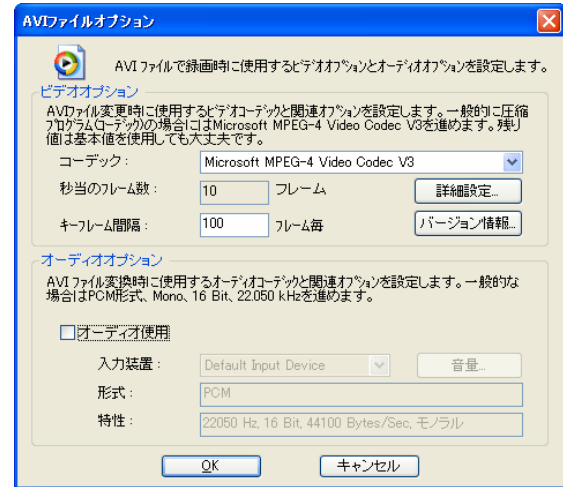 AVIファイルオプション
AVI ファイルで録画時に使用するビデオオプションとオーディオオプションを設定します。
ビデオオプション
AVIファイル変更時に使用するビデオコーデックと関連オプションを設定します。一般的に圧縮
プログラム(コーデック)の場合にはMicrosoft MPEG-4 Video Codec V3を進めます。残り
値は基本値を使用しても大丈夫です。
コーデック : Microsoft MPEG-4 Video Codec V3
秒当のフレーム数 : 10 フレーム 詳細設定...
キーフレーム間隔 : 100 フレーム毎 バージョン情報...
オーディオオプション
AVI ファイル変換時に使用するオーディオコーデックと関連オプションを設定します。一般的な
場合はPCM形式、Mono、16 Bit、22.050 kHzを進めます。
オーディオ使用
入力装置 : Default Input Device 音量...
形式 : PCM
特性 : 22050 Hz, 16 Bit, 44100 Bytes/Sec, モノラル
OK キャンセル